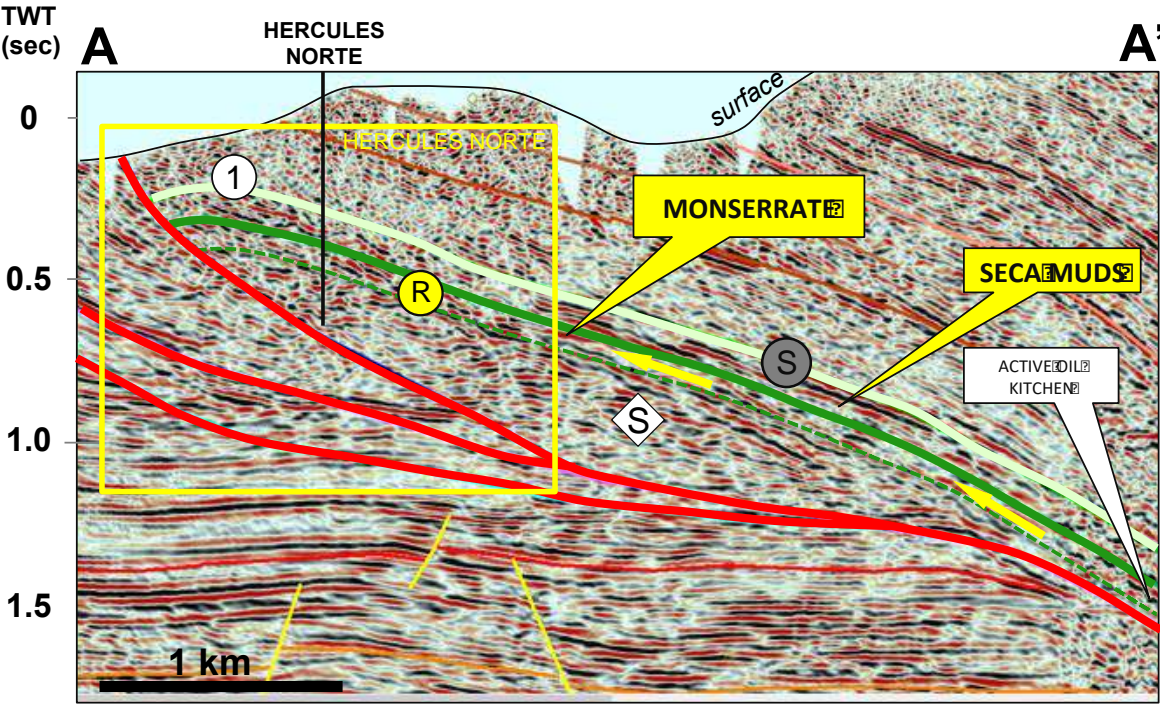 TWT
(sec)
A
HERCULES
NORTE
A'
surface
0
HERCULES NORTE
1
MONSERRATE
0.5
SECA MUDS
R
S
ACTIVE OIL
KITCHEN
S
1.0
1.5
1 km